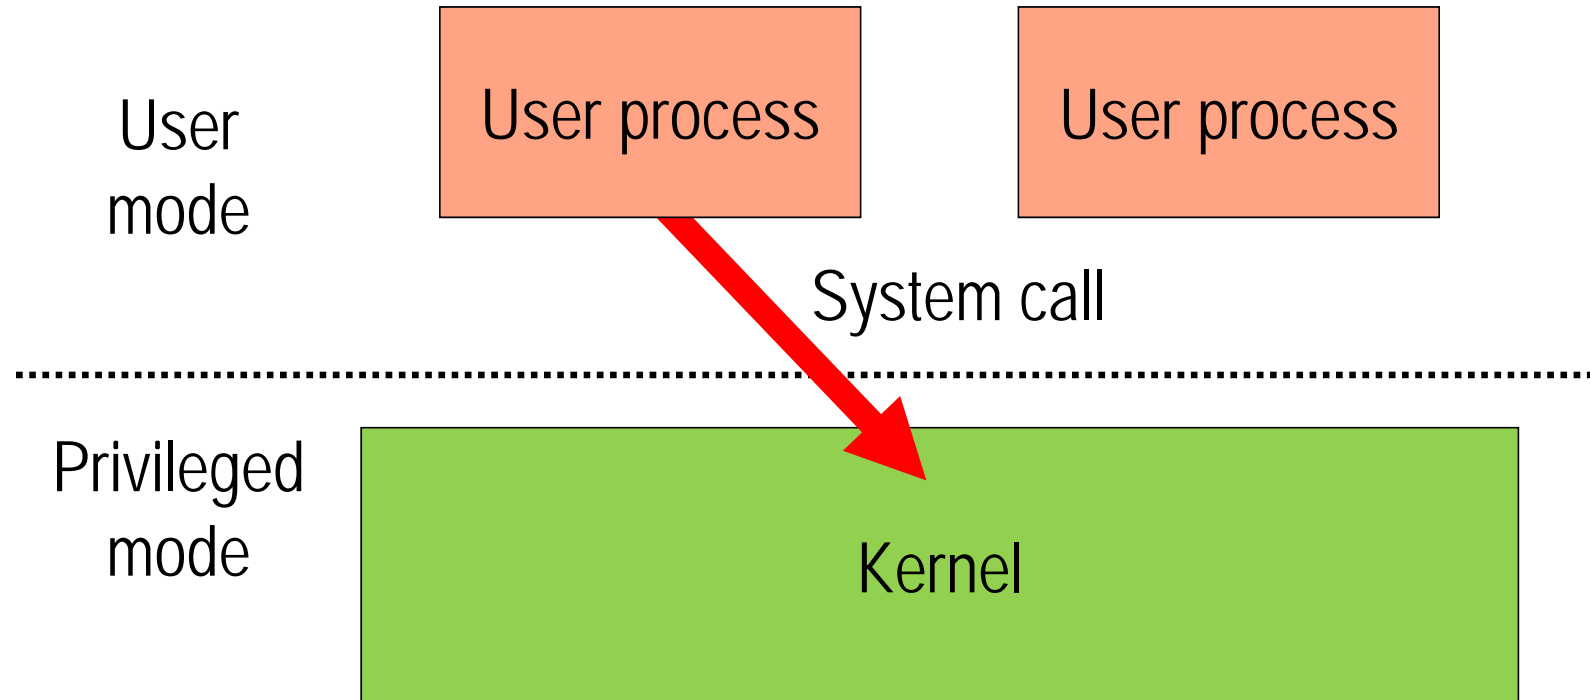 User process
User process
User
mode
System call
Privileged
mode
Kernel